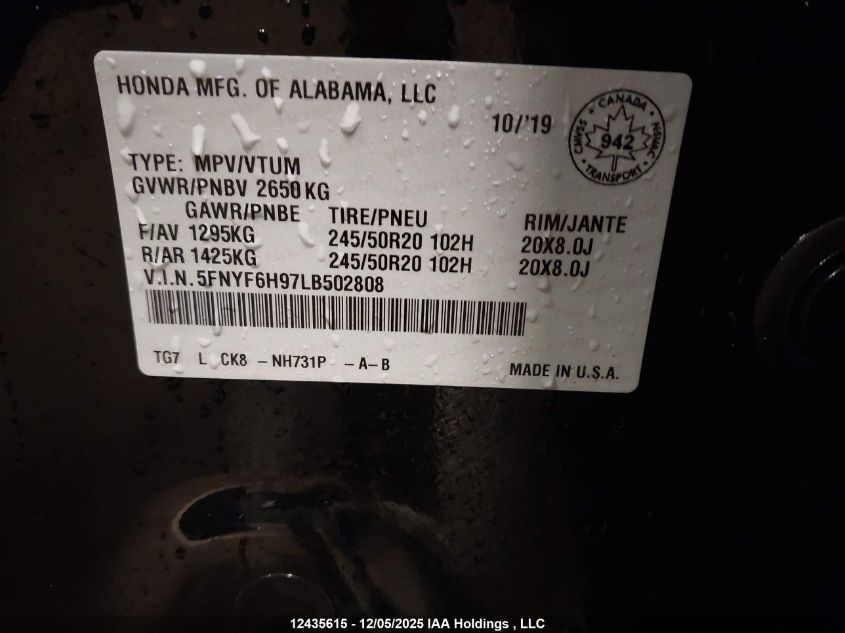 HONDA MFG. OF ALABAMA, LLC
10/'19
CANADA
CMVSS
942
NSVAC
TRANSPORT
TYPE: MPV/VTUM
GVWR/PNBV 2650 KG
GAWR/PNBE TIRE/PNEU RIM/JANTE
F/AV 1295KG 245/50R20 102H 20X8.0J
R/AR 1425KG 245/50R20 102H 20X8.0J
V.I.N. 5FNYF6H97LB502808
TG7 L CK8 - NH731P - A - B
MADE IN U.S.A.
12435615 - 12/05/2025 IAA Holdings , LLC